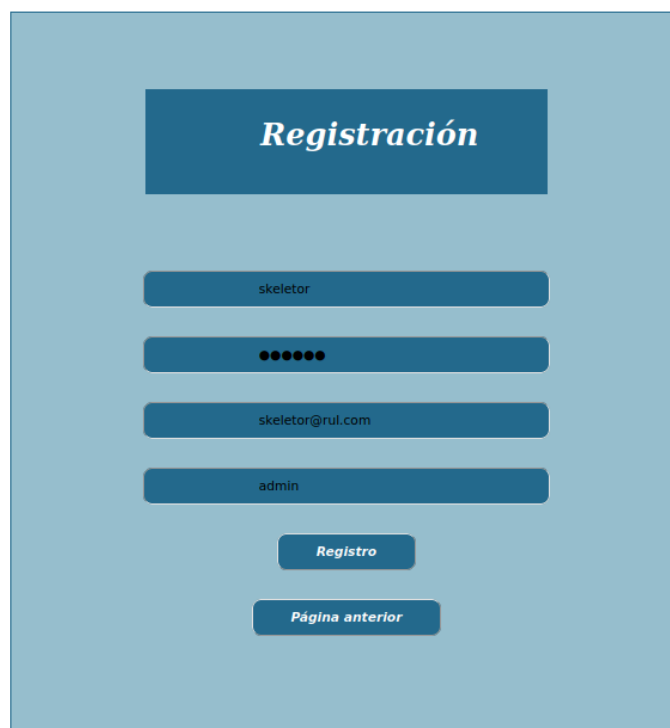 Registración
skeletor
●●●●●●
skeletor@rul.com
admin
Registro
Página anterior